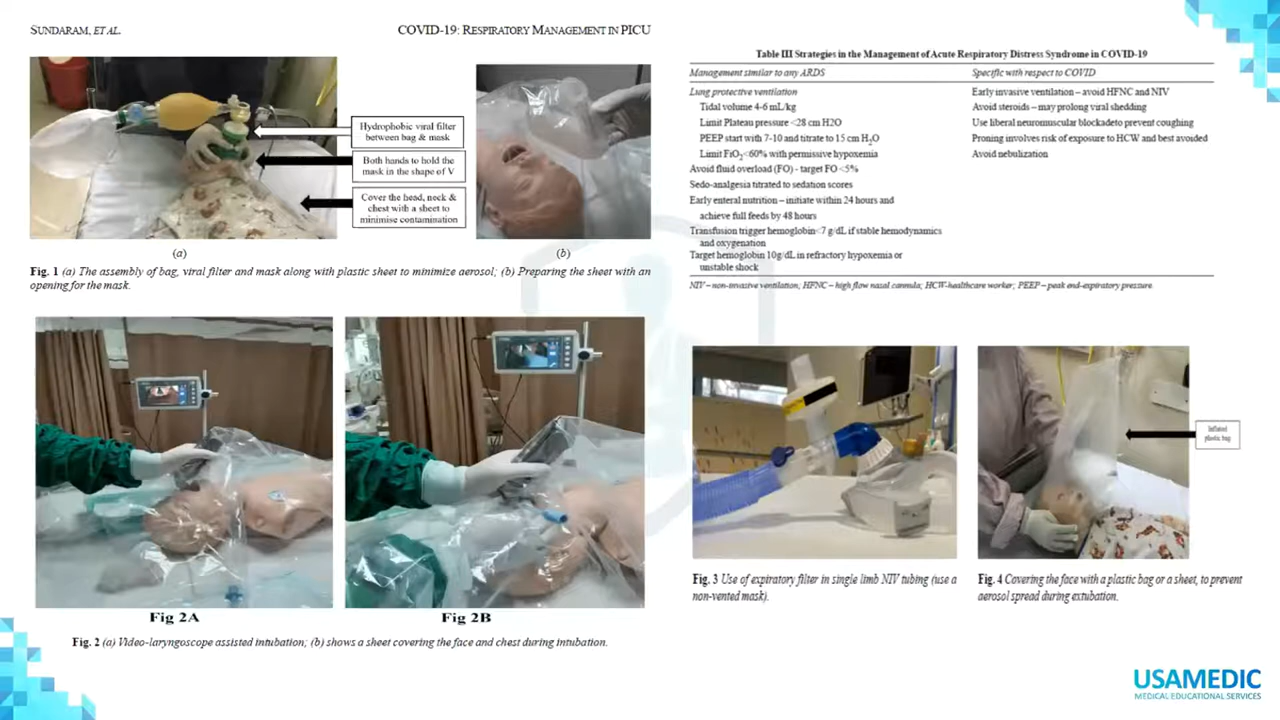 SUNDARAM, ET AL.
COVID-19: RESPIRATORY MANAGEMENT IN PICU
Hydrophobic viral filter
between bag & mask
Both hands to hold the
mask in the shape of V
Cover the head, neck &
chest with a sheet to
minimise contamination
(a)
(b)
Fig. 1 (a) The assembly of bag, viral filter and mask along with plastic sheet to minimize aerosol; (b) Preparing the sheet with an
opening for the mask.
Fig 2A
Fig 2B
Fig. 2 (a) Video-laryngoscope assisted intubation; (b) shows a sheet covering the face and chest during intubation.
Table III Strategies in the Management of Acute Respiratory Distress Syndrome in COVID-19
Management similar to any ARDS
Specific with respect to COVID
Lung protective ventilation
Early invasive ventilation – avoid HFNC and NIV
Tidal volume 4-6 mL/kg
Avoid steroids – may prolong viral shedding
Limit Plateau pressure <28 cm H2O
Use liberal neuromuscular blockade to prevent coughing
PEEP start with 7-10 and titrate to 15 cm H2O
Proning involves risk of exposure to HCW and best avoided
Limit FiO2<60% with permissive hypoxemia
Avoid nebulization
Avoid fluid overload (FO) - target FO <5%
Sedo-analgesia titrated to sedation scores
Early enteral nutrition – initiate within 24 hours and
achieve full feeds by 48 hours
Transfusion trigger hemoglobin<7 g/dL if stable hemodynamics
and oxygenation
Target hemoglobin 10g/dL in refractory hypoxemia or
unstable shock
NIV – non-invasive ventilation; HFNC – high flow nasal cannula; HCW-healthcare worker; PEEP – peak end-expiratory pressure.
Inflated
plastic bag
Fig. 3 Use of expiratory filter in single limb NIV tubing (use a
non-vented mask).
Fig. 4 Covering the face with a plastic bag or a sheet, to prevent
aerosol spread during extubation.
USAMEDIC
MEDICAL EDUCATIONAL SERVICES